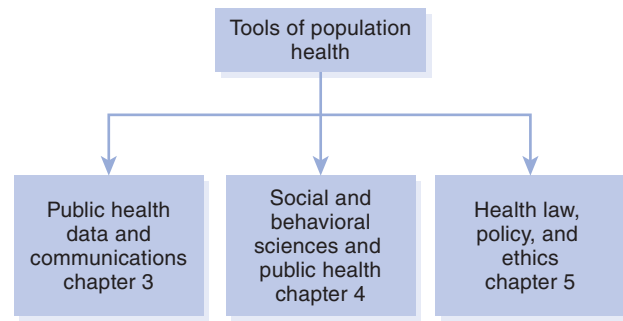 Tools of population
health
Public health
data and
communications
chapter 3
Social and
behavioral
sciences and
public health
chapter 4
Health law,
policy, and
ethics
chapter 5